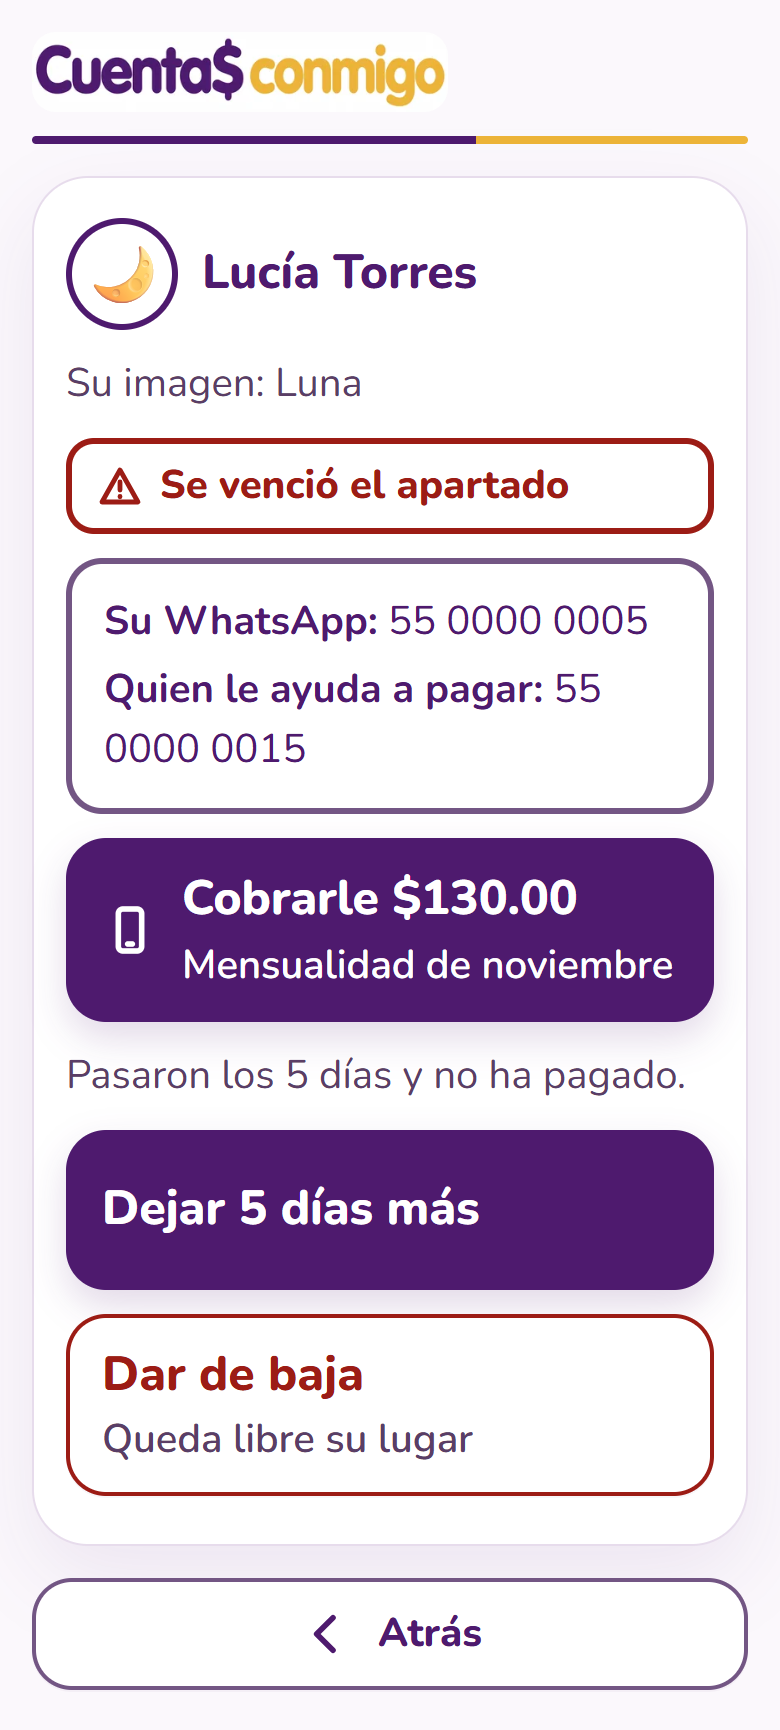 Cuenta$ conmigo
Lucía Torres
Su imagen: Luna
Se venció el apartado
Su WhatsApp: 55 0000 0005
Quien le ayuda a pagar: 55
0000 0015
Cobrarle $130.00
Mensualidad de noviembre
Pasaron los 5 días y no ha pagado.
Dejar 5 días más
Dar de baja
Queda libre su lugar
Atrás